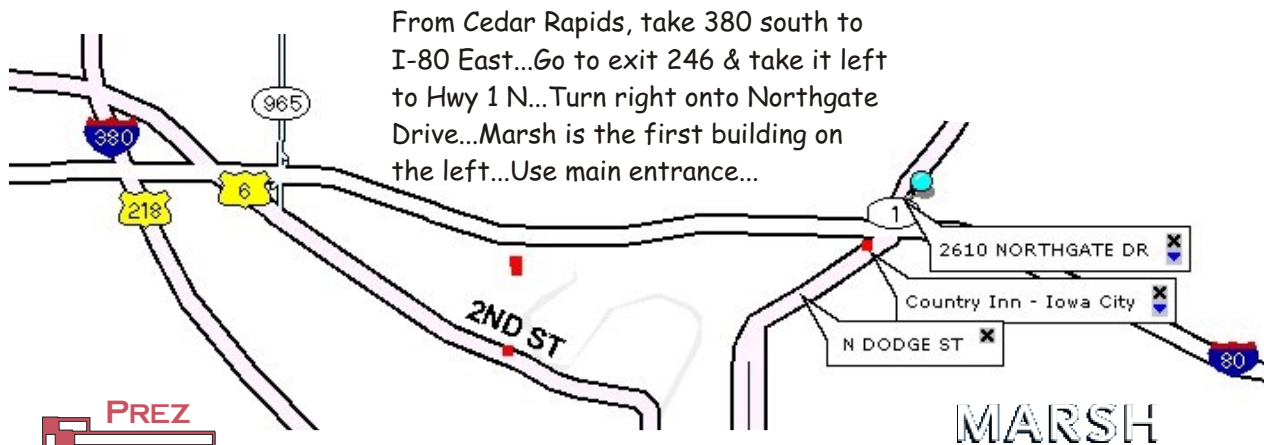 From Cedar Rapids, take 380 south to
I-80 East...Go to exit 246 & take it left
to Hwy 1 N...Turn right onto Northgate
Drive...Marsh is the first building on
the left...Use main entrance...
965
380
6
218
1
2610 NORTHGATE DR
Country Inn - Iowa City
2ND ST
N DODGE ST
80
PREZ
MARSH